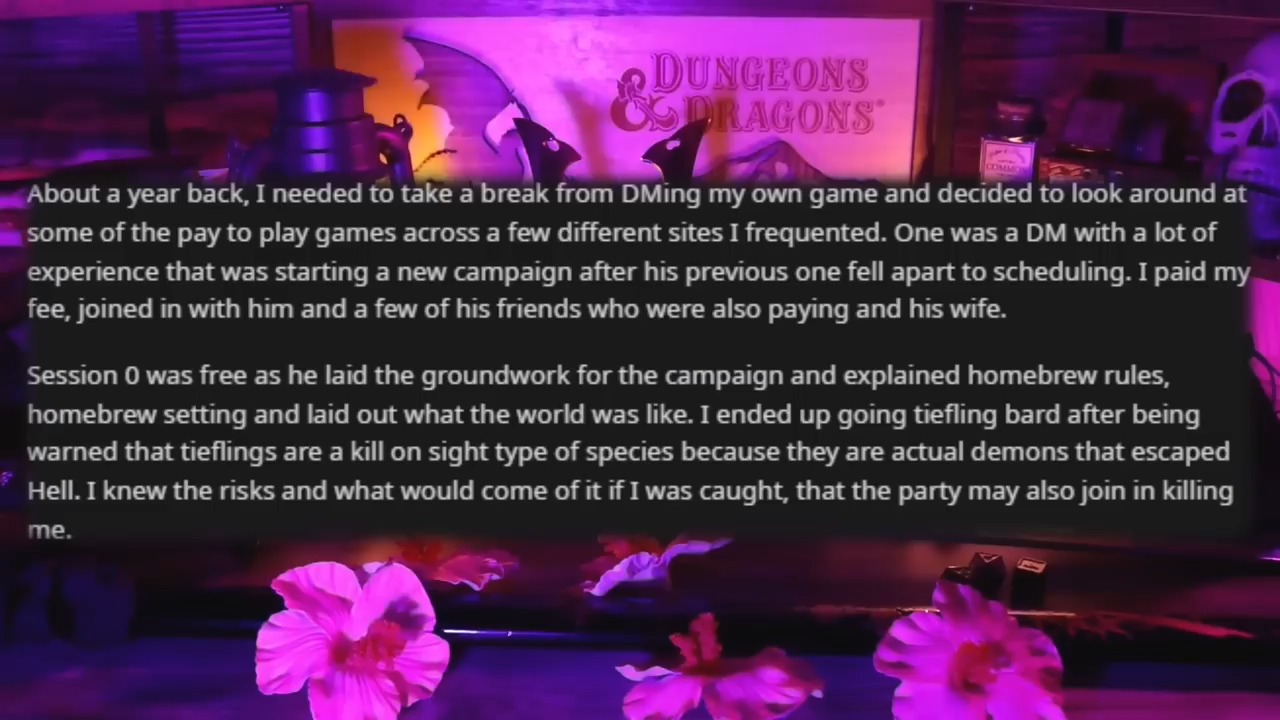 DUNGEONS
& DRAGONS®
COMMON
About a year back, I needed to take a break from DMing my own game and decided to look around at
some of the pay to play games across a few different sites I frequented. One was a DM with a lot of
experience that was starting a new campaign after his previous one fell apart to scheduling. I paid my
fee, joined in with him and a few of his friends who were also paying and his wife.
Session 0 was free as he laid the groundwork for the campaign and explained homebrew rules,
homebrew setting and laid out what the world was like. I ended up going tiefling bard after being
warned that tieflings are a kill on sight type of species because they are actual demons that escaped
Hell. I knew the risks and what would come of it if I was caught, that the party may also join in killing
me.